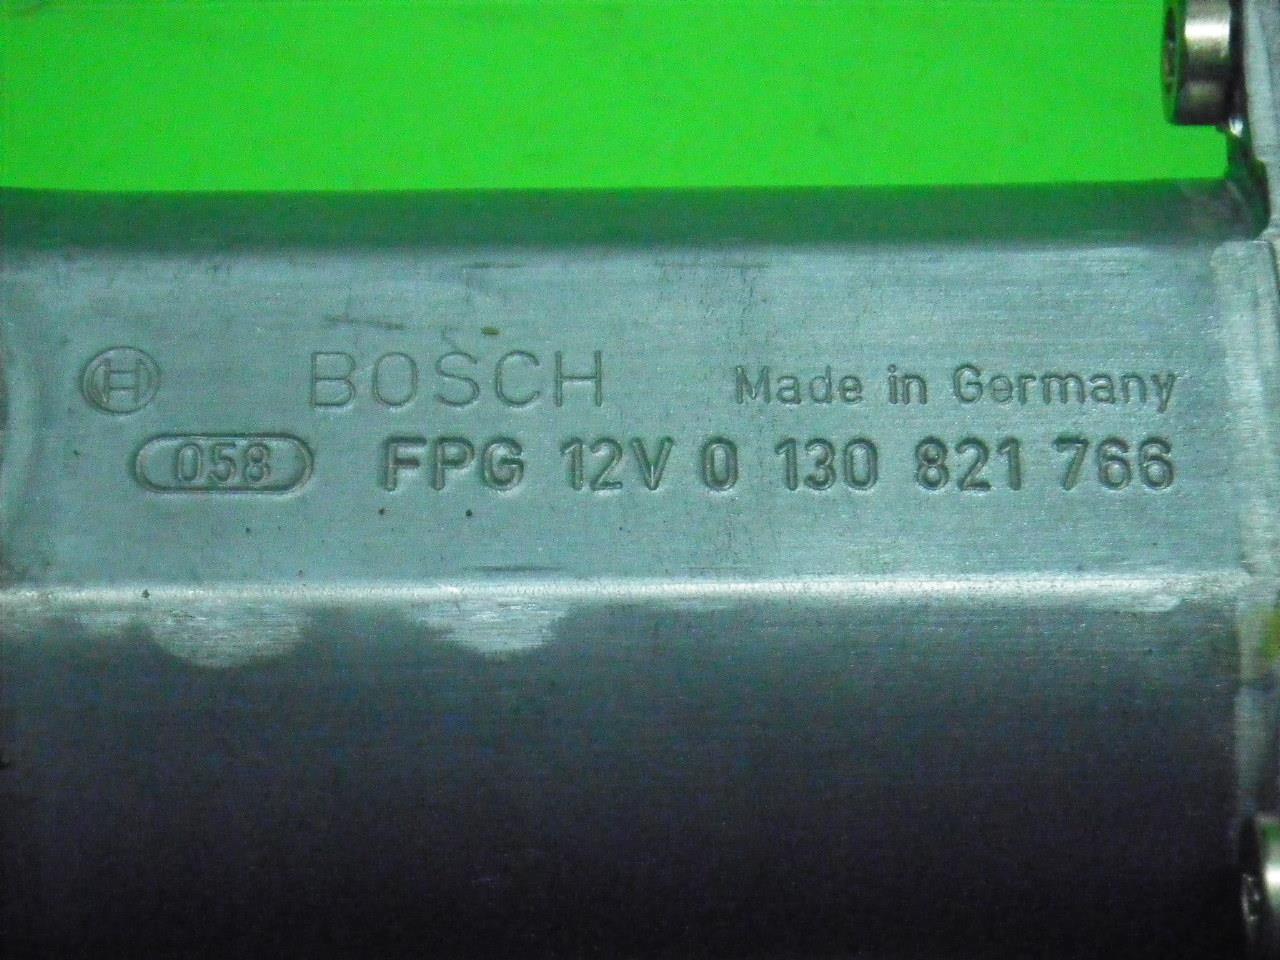 BOSCH Made in Germany
058 FPG 12V 0 130 821 766